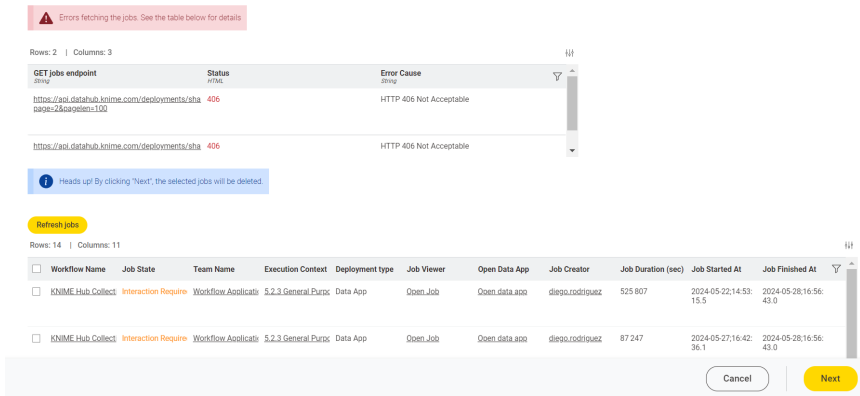 Errors fetching the jobs. See the table below for details
Rows: 2 | Columns: 3
GET jobs endpoint Status Error Cause
String HTML String
https://api.datahub.knime.com/deployments/sha 406 HTTP 406 Not Acceptable
page=2&pagelen=100
https://api.datahub.knime.com/deployments/sha 406 HTTP 406 Not Acceptable
Heads up! By clicking "Next", the selected jobs will be deleted.
Refresh jobs
Rows: 14 | Columns: 11
Workflow Name Job State Team Name Execution Context Deployment type Job Viewer Open Data App Job Creator Job Duration (sec) Job Started At Job Finished At
KNIME Hub Collect Interaction Require Workflow Applicati 5.2.3 General Purpc Data App Open Job Open data app diego.rodriguez 525 807 2024-05-22;14:53: 2024-05-28;16:56:
15.5 43.0
KNIME Hub Collect Interaction Require Workflow Applicati 5.2.3 General Purpc Data App Open Job Open data app diego.rodriguez 87 247 2024-05-27;16:42: 2024-05-28;16:56:
36.1 43.0
Cancel Next